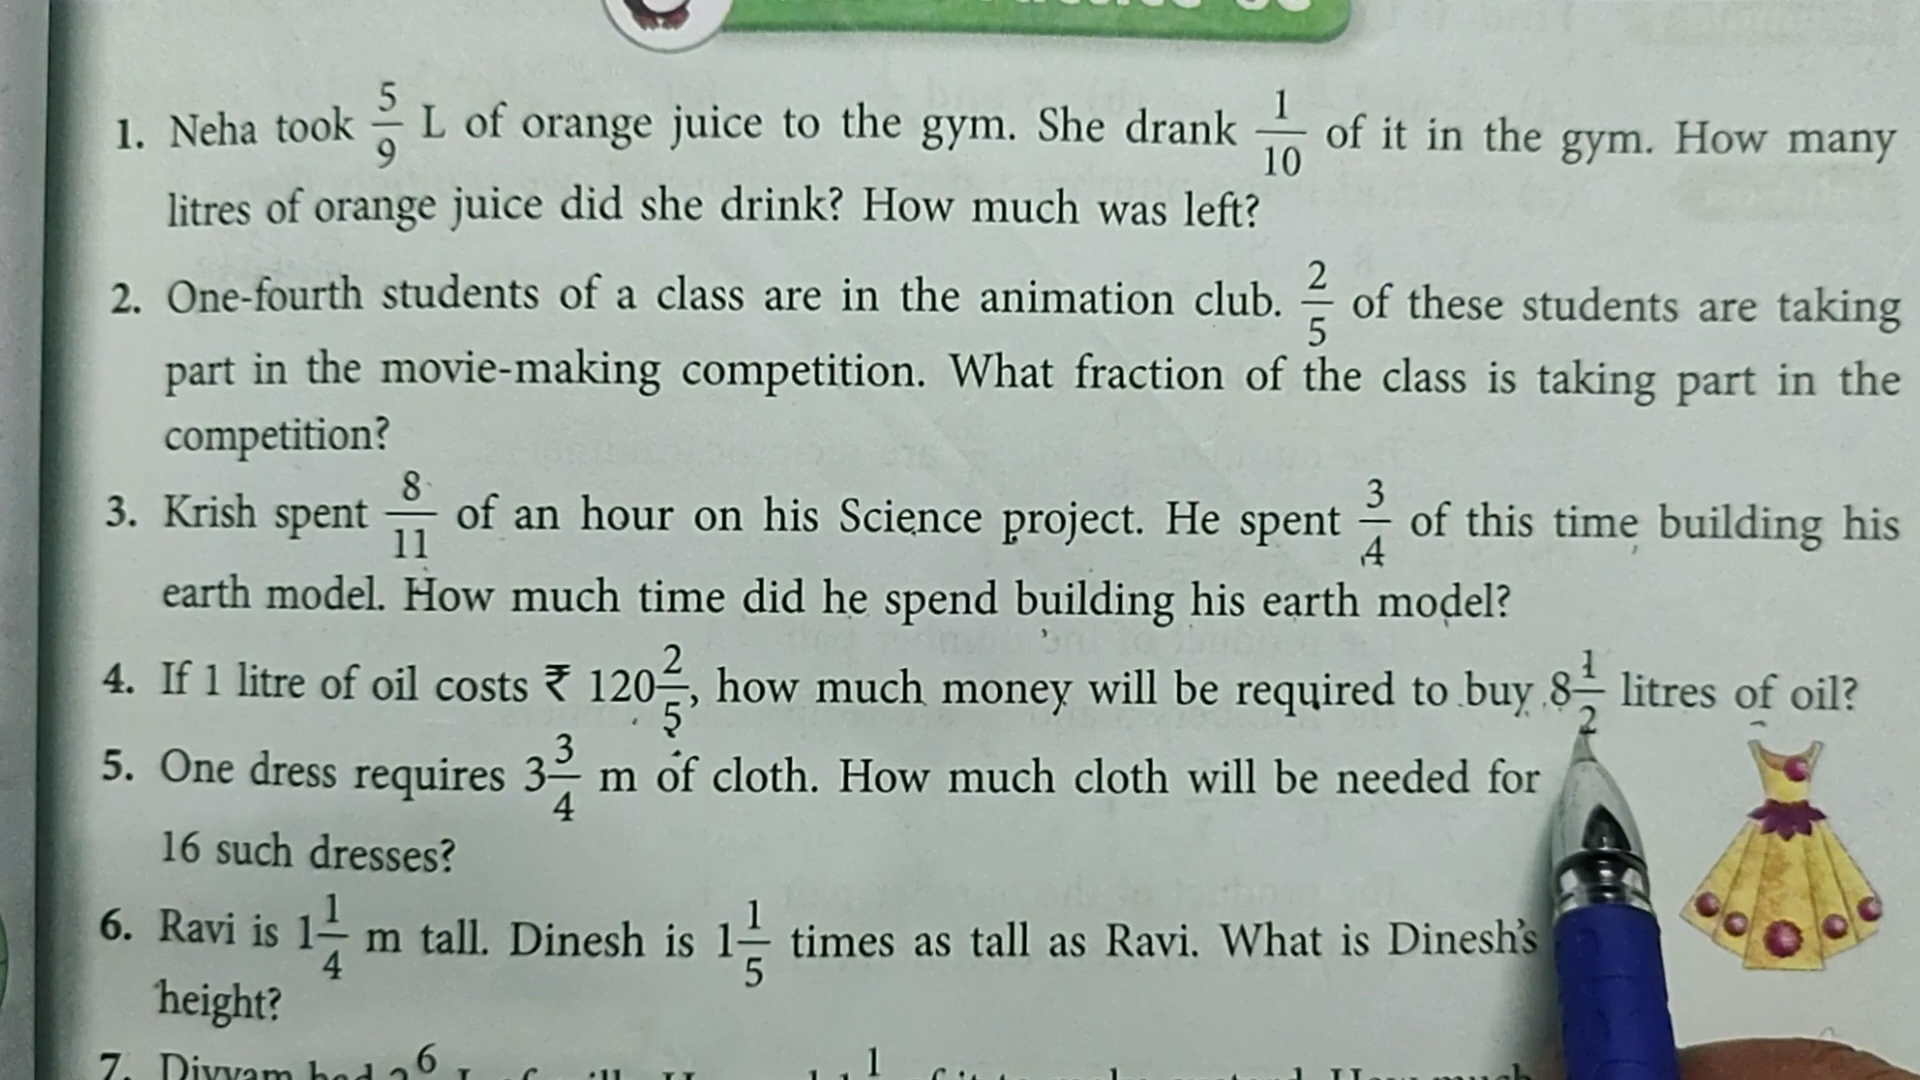 1. Neha took 5/9 L of orange juice to the gym. She drank 1/10 of it in the gym. How many
litres of orange juice did she drink? How much was left?
2. One-fourth students of a class are in the animation club. 2/5 of these students are taking
part in the movie-making competition. What fraction of the class is taking part in the
competition?
3. Krish spent 8/11 of an hour on his Science project. He spent 3/4 of this time building his
earth model. How much time did he spend building his earth model?
4. If 1 litre of oil costs ₹ 120 2/5, how much money will be required to buy 8 1/2 litres of oil?
5. One dress requires 3 3/4 m of cloth. How much cloth will be needed for
16 such dresses?
6. Ravi is 1 1/4 m tall. Dinesh is 1 1/5 times as tall as Ravi. What is Dinesh's
height?
7. Divyam had